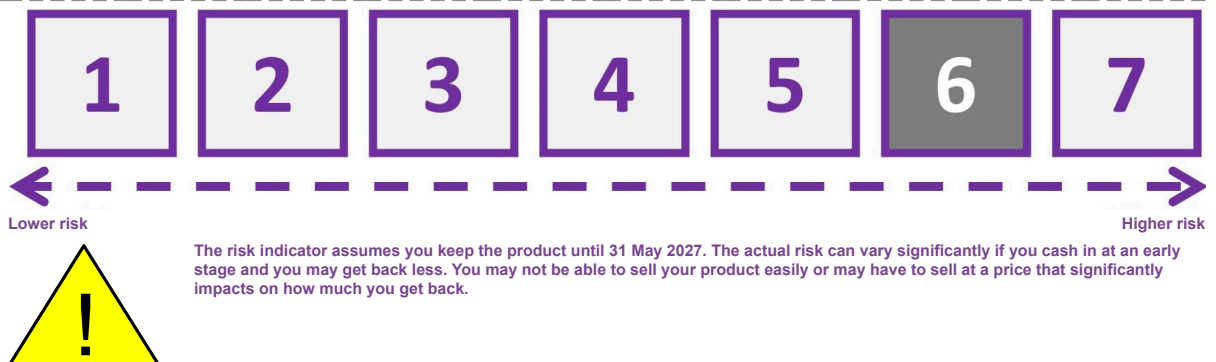 1 2 3 4 5 6 7
Lower risk Higher risk
The risk indicator assumes you keep the product until 31 May 2027. The actual risk can vary significantly if you cash in at an early
stage and you may get back less. You may not be able to sell your product easily or may have to sell at a price that significantly
impacts on how much you get back.
!